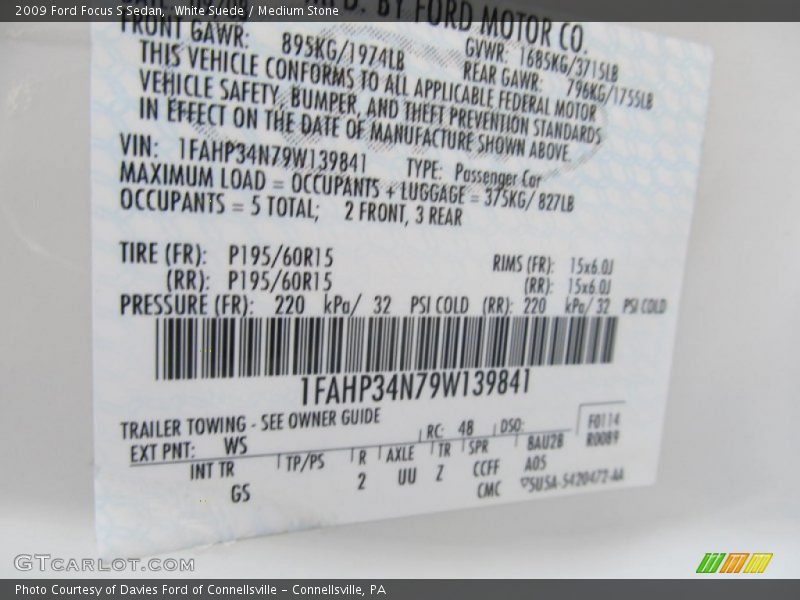 2009 Ford Focus S Sedan, White Suede / Medium Stone
BY FORD MOTOR CO.
FRONT GAWR: 895KG/1974LB GVWR: 1685KG/3715LB
REAR GAWR: 796KG/1755LB
THIS VEHICLE CONFORMS TO ALL APPLICABLE FEDERAL MOTOR
VEHICLE SAFETY, BUMPER, AND THEFT PREVENTION STANDARDS
IN EFFECT ON THE DATE OF MANUFACTURE SHOWN ABOVE.
VIN: 1FAHP34N79W139841 TYPE: Passenger Car
MAXIMUM LOAD = OCCUPANTS + LUGGAGE = 375KG/ 827LB
OCCUPANTS = 5 TOTAL; 2 FRONT, 3 REAR
TIRE (FR): P195/60R15 RIMS (FR): 15x6.0J
(RR): P195/60R15 (RR): 15x6.0J
PRESSURE (FR): 220 kPa/ 32 PSI COLD (RR): 220 kPa/ 32 PSI COLD
1FAHP34N79W139841
TRAILER TOWING - SEE OWNER GUIDE
EXT PNT: WS RC: 48 DSO: F0114
R0089
INT TR TP/PS R AXLE TR SPR BAU2B
GS 2 UU Z CCFF A05
CMC ▽5U5A-5420472-AA
GTCARLOT.COM
Photo Courtesy of Davies Ford of Connellsville – Connellsville, PA